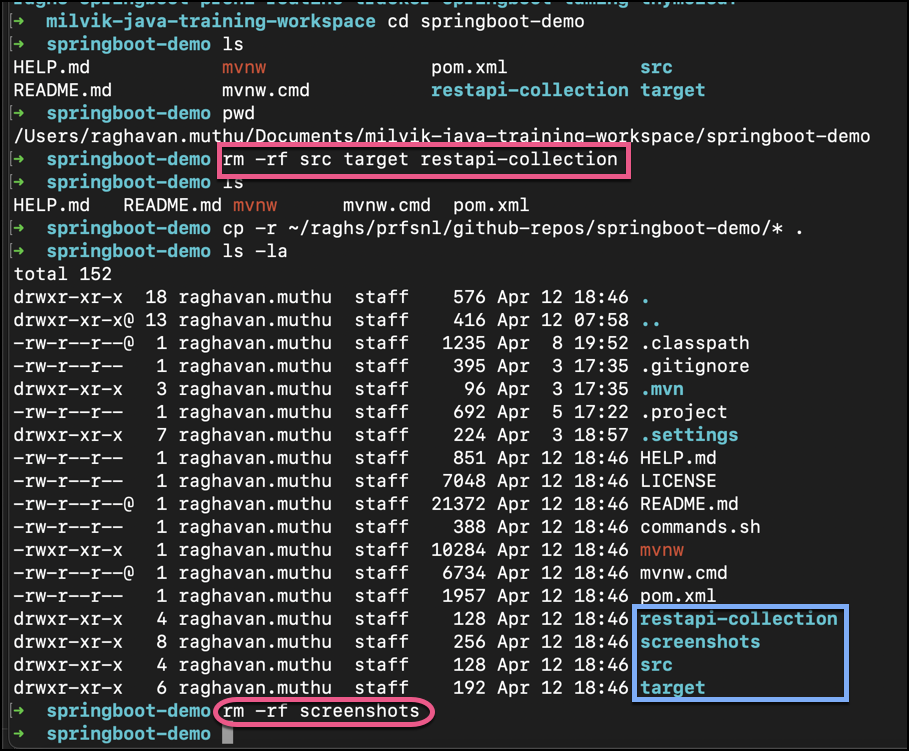 raghs-prsnl-routine-tracker springboot-taming-thymeleaf
[➜ milvik-java-training-workspace cd springboot-demo
[➜ springboot-demo ls
HELP.md mvnw pom.xml src
README.md mvnw.cmd restapi-collection target
[➜ springboot-demo pwd
/Users/raghavan.muthu/Documents/milvik-java-training-workspace/springboot-demo
[➜ springboot-demo rm -rf src target restapi-collection
[➜ springboot-demo ls
HELP.md README.md mvnw mvnw.cmd pom.xml
[➜ springboot-demo cp -r ~/raghs/prfsnl/github-repos/springboot-demo/* .
[➜ springboot-demo ls -la
total 152
drwxr-xr-x 18 raghavan.muthu staff 576 Apr 12 18:46 .
drwxr-xr-x@ 13 raghavan.muthu staff 416 Apr 12 07:58 ..
-rw-r--r--@ 1 raghavan.muthu staff 1235 Apr 8 19:52 .classpath
-rw-r--r-- 1 raghavan.muthu staff 395 Apr 3 17:35 .gitignore
drwxr-xr-x 3 raghavan.muthu staff 96 Apr 3 17:35 .mvn
-rw-r--r-- 1 raghavan.muthu staff 692 Apr 5 17:22 .project
drwxr-xr-x 7 raghavan.muthu staff 224 Apr 3 18:57 .settings
-rw-r--r-- 1 raghavan.muthu staff 851 Apr 12 18:46 HELP.md
-rw-r--r-- 1 raghavan.muthu staff 7048 Apr 12 18:46 LICENSE
-rw-r--r--@ 1 raghavan.muthu staff 21372 Apr 12 18:46 README.md
-rw-r--r-- 1 raghavan.muthu staff 388 Apr 12 18:46 commands.sh
-rwxr-xr-x 1 raghavan.muthu staff 10284 Apr 12 18:46 mvnw
-rw-r--r--@ 1 raghavan.muthu staff 6734 Apr 12 18:46 mvnw.cmd
-rw-r--r-- 1 raghavan.muthu staff 1957 Apr 12 18:46 pom.xml
drwxr-xr-x 4 raghavan.muthu staff 128 Apr 12 18:46 restapi-collection
drwxr-xr-x 8 raghavan.muthu staff 256 Apr 12 18:46 screenshots
drwxr-xr-x 4 raghavan.muthu staff 128 Apr 12 18:46 src
drwxr-xr-x 6 raghavan.muthu staff 192 Apr 12 18:46 target
[➜ springboot-demo rm -rf screenshots
➜ springboot-demo